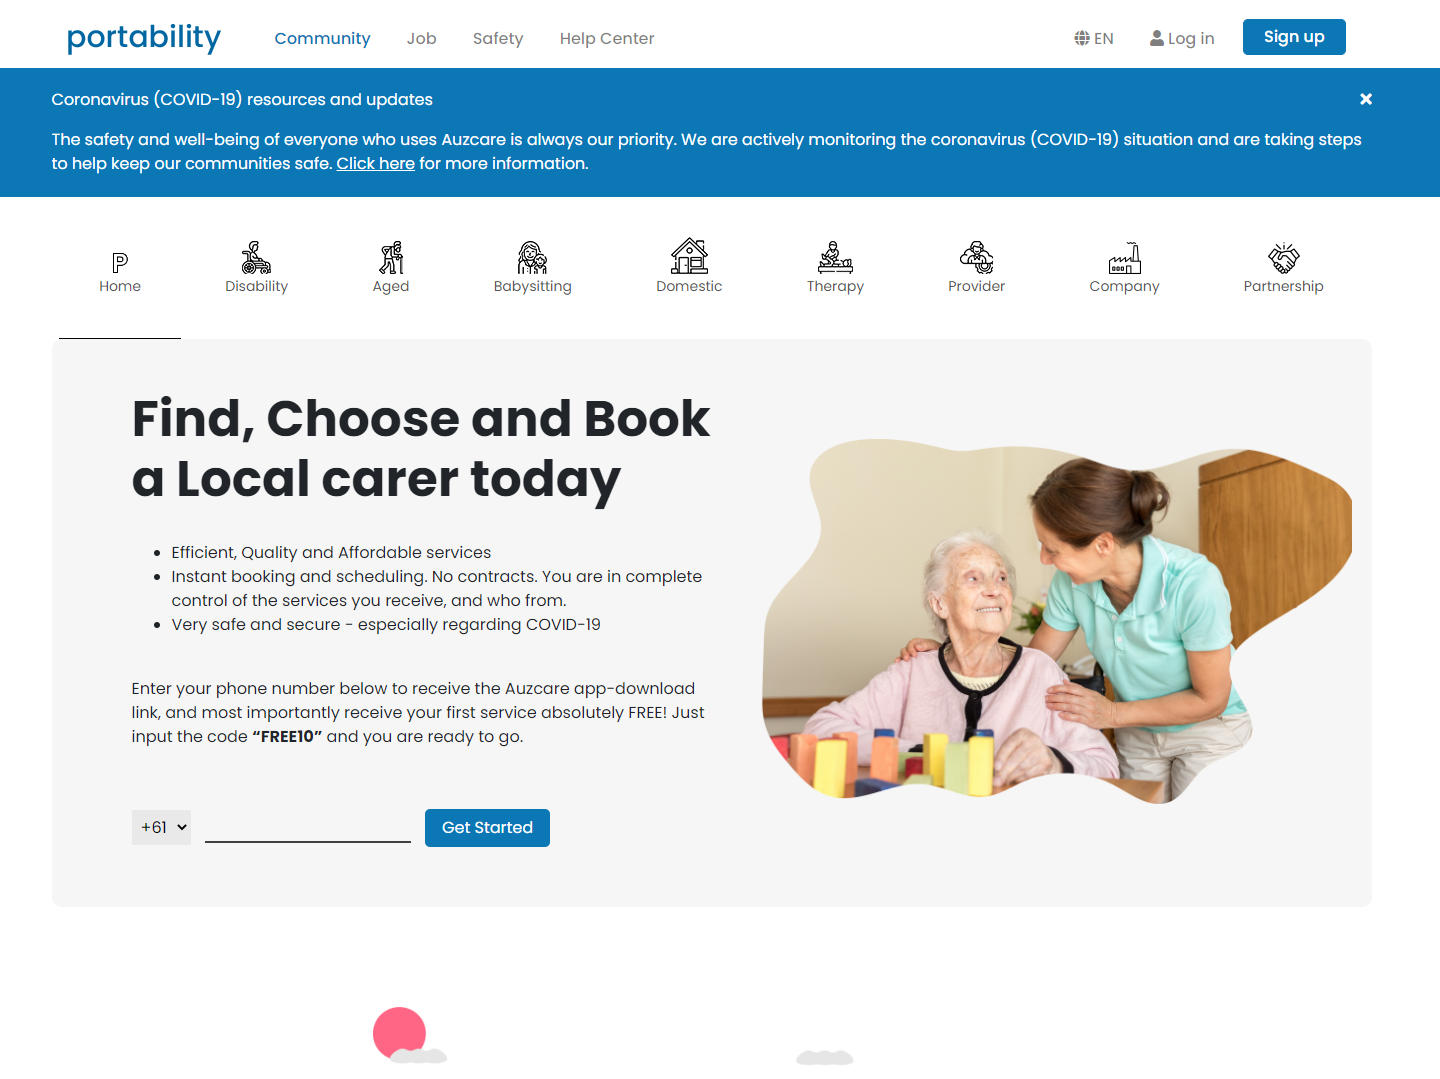 portability
Community
Job
Safety
Help Center
EN
Log in
Sign up
Coronavirus (COVID-19) resources and updates
The safety and well-being of everyone who uses Auzcare is always our priority. We are actively monitoring the coronavirus (COVID-19) situation and are taking steps
to help keep our communities safe. Click here for more information.
P
Home
Disability
Aged
Babysitting
Domestic
Therapy
Provider
Company
Partnership
Find, Choose and Book
a Local carer today
Efficient, Quality and Affordable services
Instant booking and scheduling. No contracts. You are in complete
control of the services you receive, and who from.
Very safe and secure - especially regarding COVID-19
Enter your phone number below to receive the Auzcare app-download
link, and most importantly receive your first service absolutely FREE! Just
input the code “FREE10” and you are ready to go.
+61
Get Started